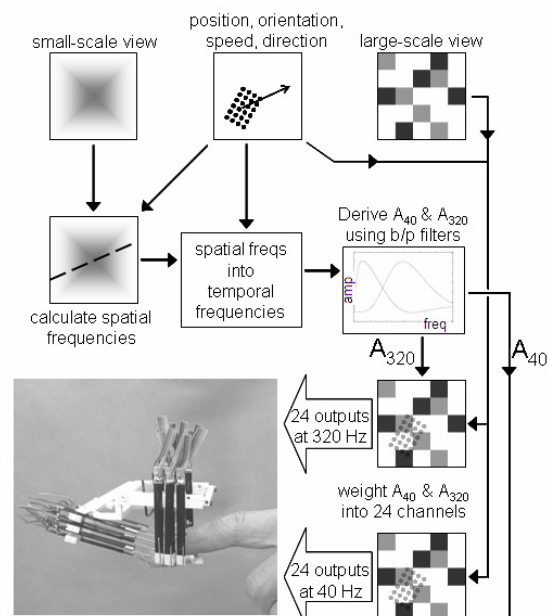 small-scale view
position, orientation,
speed, direction
large-scale view
calculate spatial
frequencies
spatial freqs
into
temporal
frequencies
Derive A40 & A320
using b/p filters
amp
freq
A320
A40
24 outputs
at 320 Hz
weight A40 & A320
into 24 channels
24 outputs
at 40 Hz